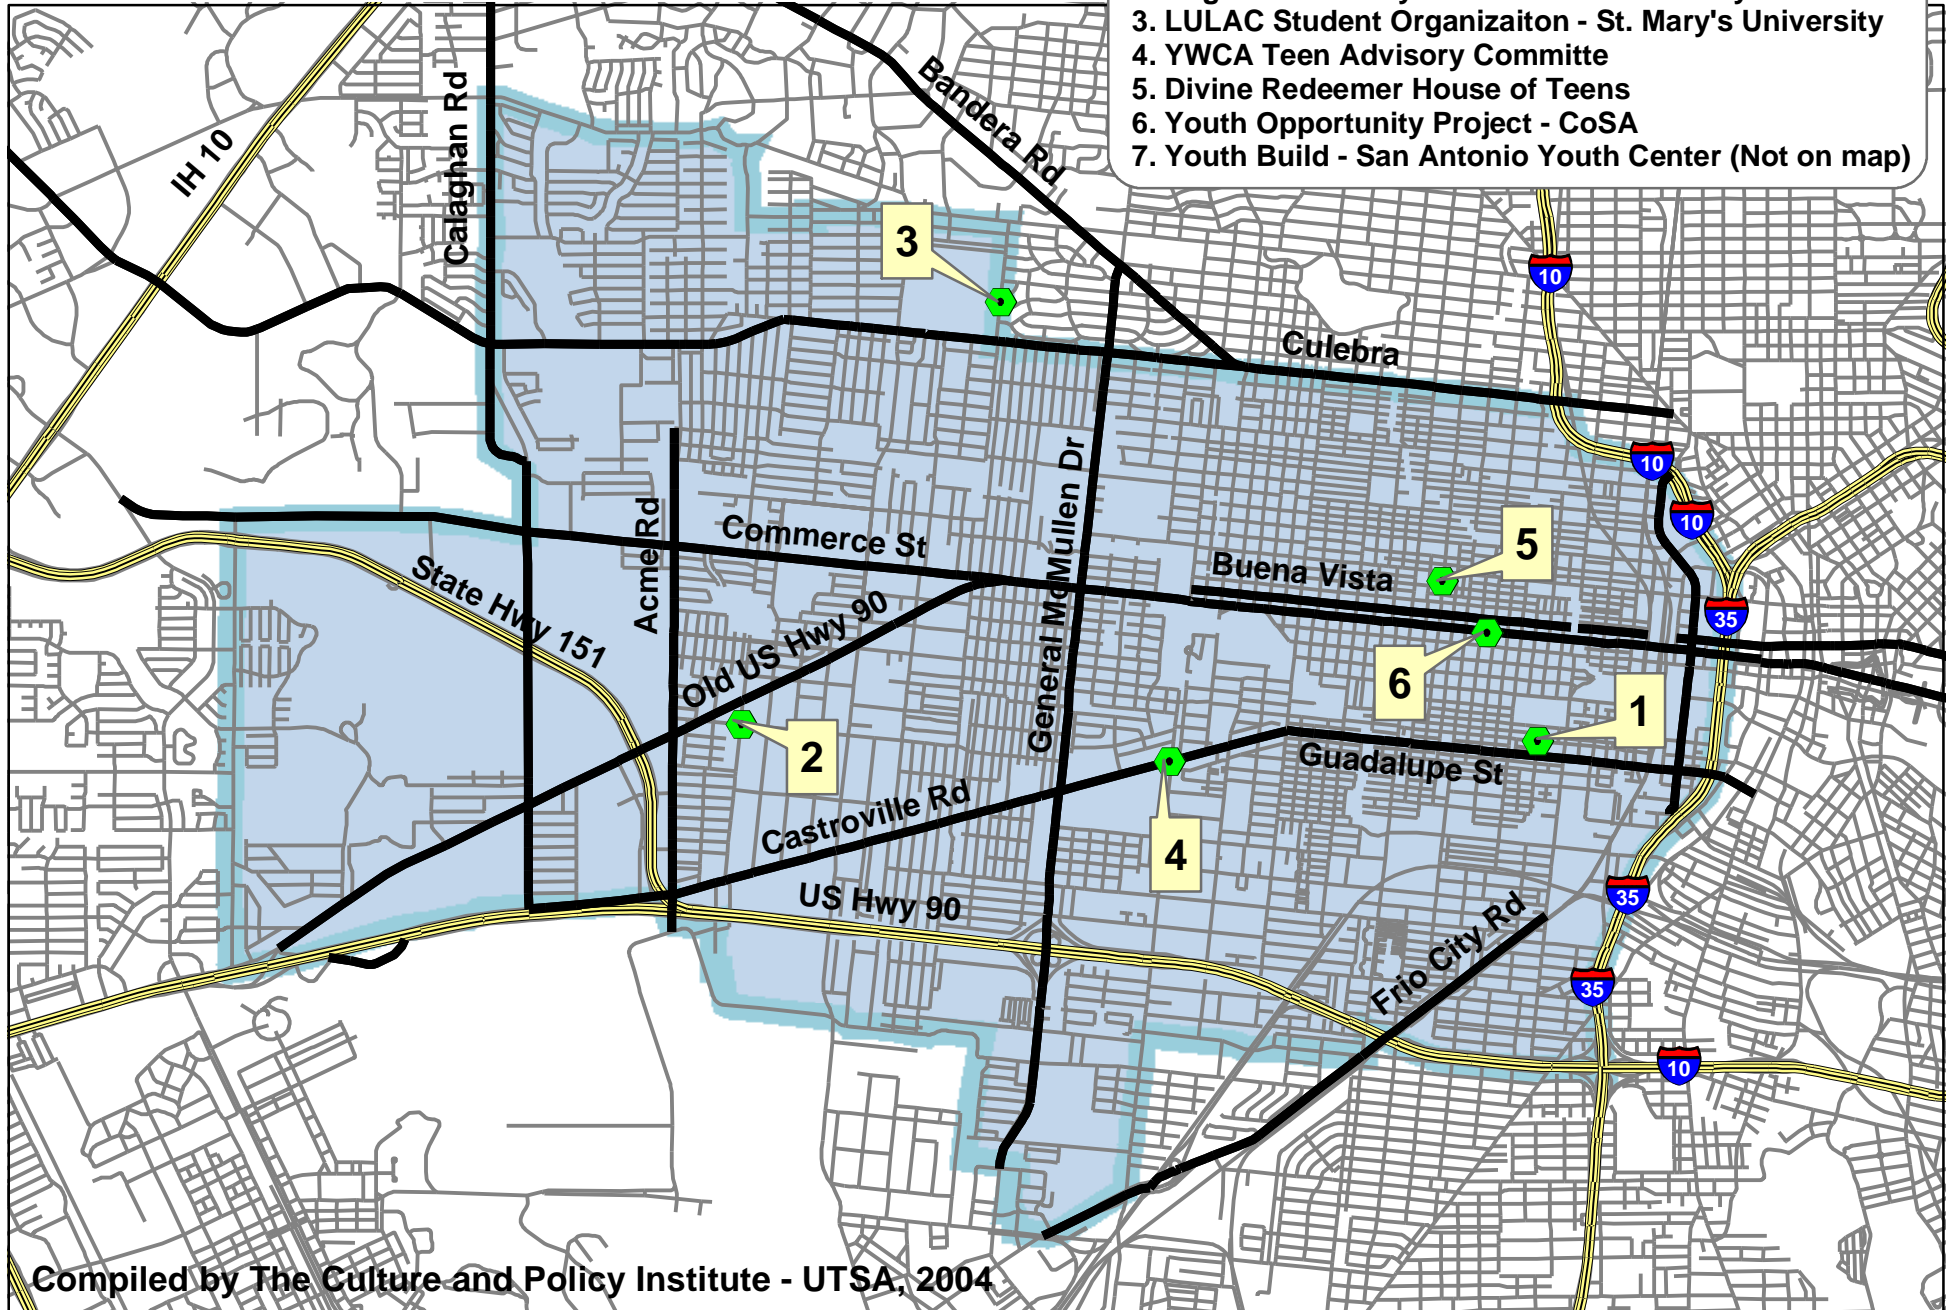 3. LULAC Student Organizaiton - St. Mary's University
4. YWCA Teen Advisory Committe
5. Divine Redeemer House of Teens
6. Youth Opportunity Project - CoSA
7. Youth Build - San Antonio Youth Center (Not on map)
Bandera Rd
Calaghan Rd
IH 10
3
10
Culebra
10
10
General McMullen Dr
Acme Rd
Commerce St
5
Buena Vista
State Hwy 151
Old US Hwy 90
35
6
1
2
Guadalupe St
Castroville Rd
4
US Hwy 90
35
Frio City Rd
35
10
Compiled by The Culture and Policy Institute - UTSA, 2004